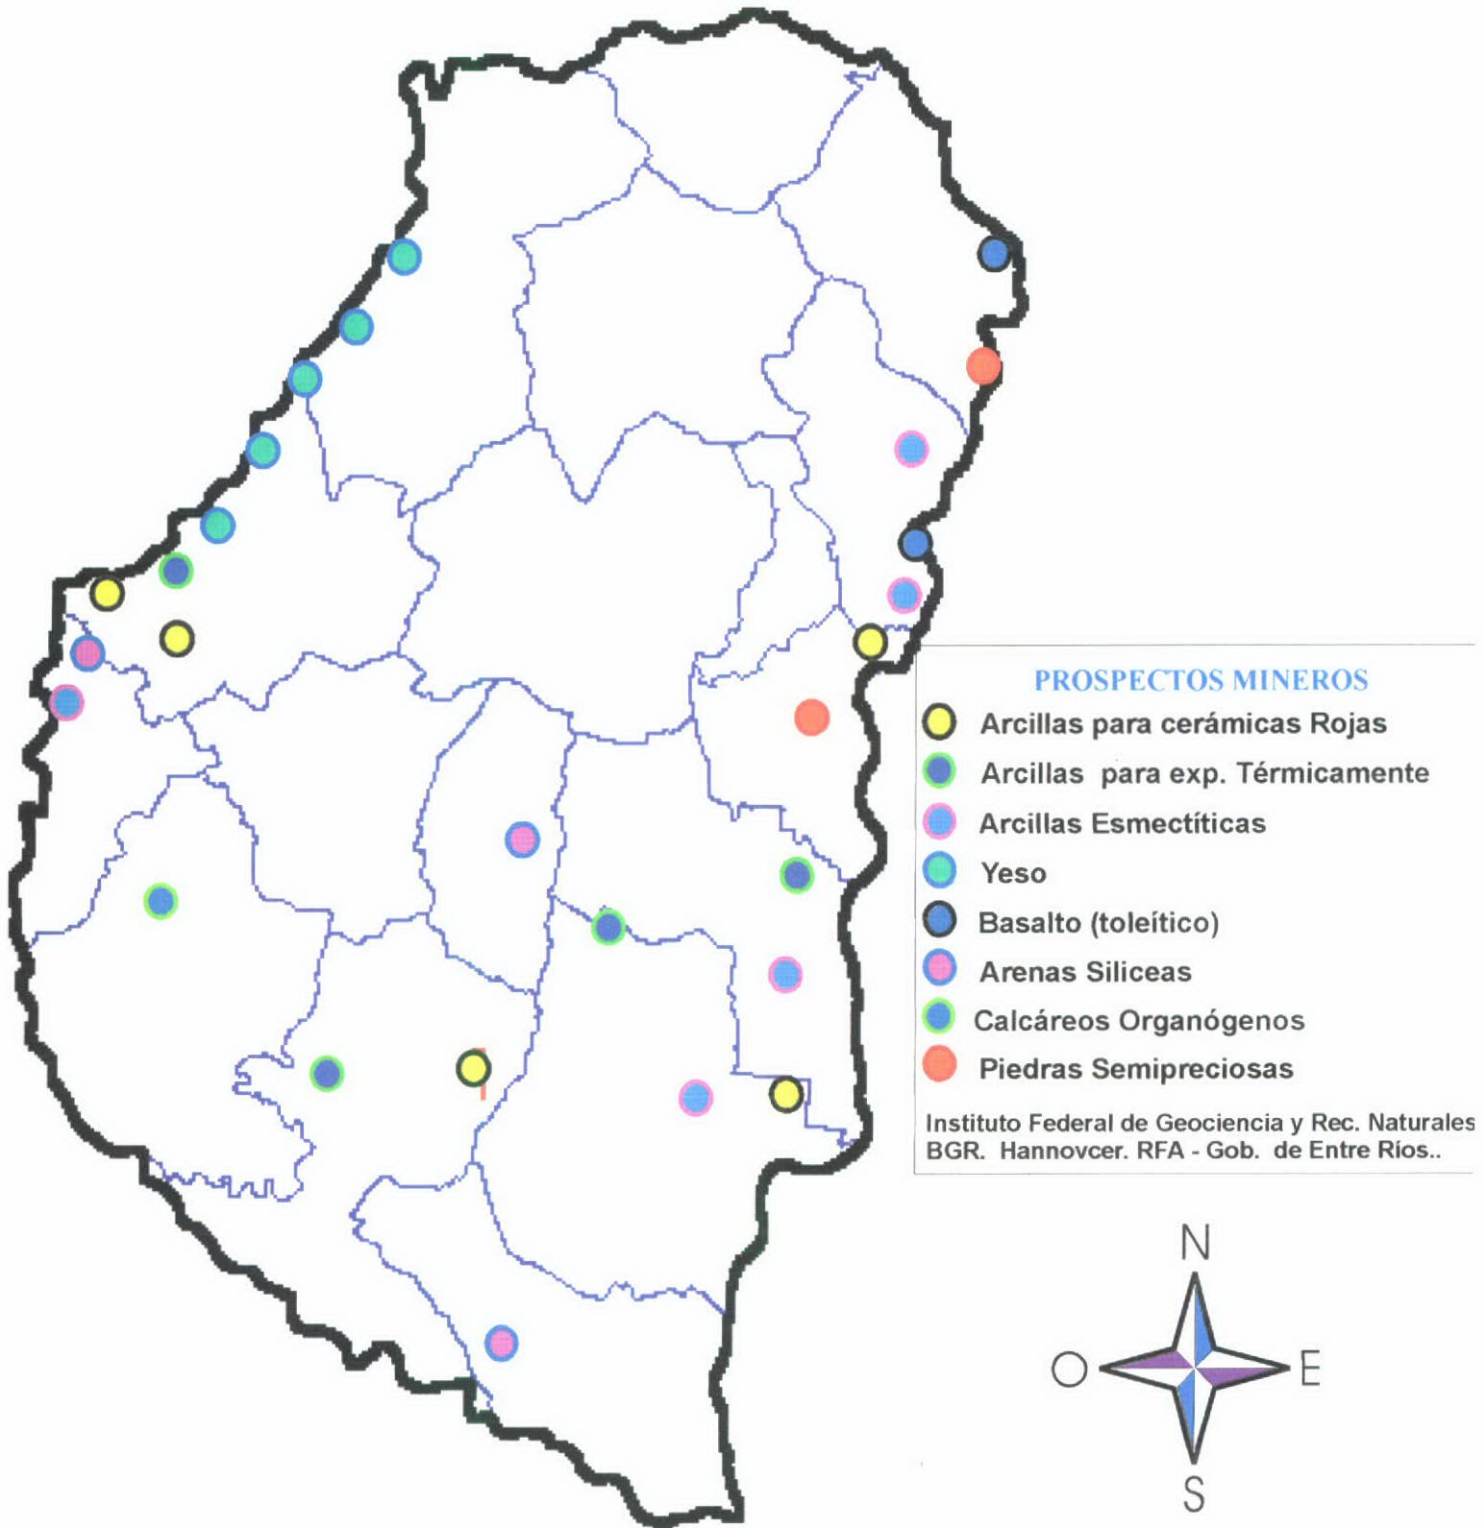 PROSPECTOS MINEROS
Arcillas para cerámicas Rojas
Arcillas para exp. Térmicamente
Arcillas Esmectíticas
Yeso
Basalto (toleítico)
Arenas Siliceas
Calcáreos Organógenos
Piedras Semipreciosas
Instituto Federal de Geociencia y Rec. Naturales
BGR. Hannovcer. RFA - Gob. de Entre Ríos..
N
O E
S